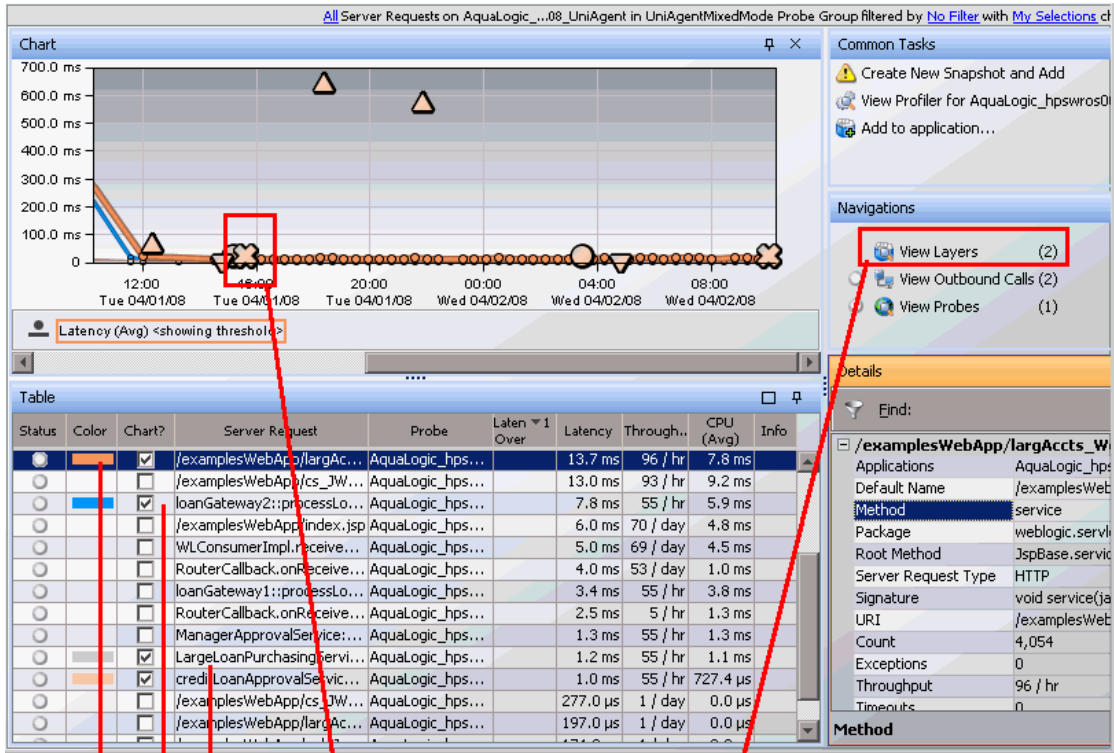 All Server Requests on AquaLogic_...08_UniAgent in UniAgentMixedMode Probe Group filtered by No Filter with My Selections
Chart
700.0 ms
600.0 ms
500.0 ms
400.0 ms
300.0 ms
200.0 ms
100.0 ms
0
12:00 16:00 20:00 00:00 04:00 08:00
Tue 04/01/08 Tue 04/01/08 Tue 04/01/08 Wed 04/02/08 Wed 04/02/08 Wed 04/02/08
Latency (Avg) <showing threshold>
Common Tasks
Create New Snapshot and Add
View Profiler for AquaLogic_hpswros0
Add to application...
Navigations
View Layers (2)
View Outbound Calls (2)
View Probes (1)
Table
Status Color Chart? Server Request Probe Laten 1 Over Latency Through.. CPU (Avg) Info
/examplesWebApp/largAc... AquaLogic_hps... 13.7 ms 96 / hr 7.8 ms
/examplesWebApp/cs_JW... AquaLogic_hps... 13.0 ms 93 / hr 9.2 ms
loanGateway2::processLo... AquaLogic_hps... 7.8 ms 55 / hr 5.9 ms
/examplesWebApp/index.jsp AquaLogic_hps... 6.0 ms 70 / day 4.8 ms
WLConsumerImpl.receive... AquaLogic_hps... 5.0 ms 69 / day 4.5 ms
RouterCallback.onReceive... AquaLogic_hps... 4.0 ms 53 / day 1.0 ms
loanGateway1::processLo... AquaLogic_hps... 3.4 ms 55 / hr 3.8 ms
RouterCallback.onReceive... AquaLogic_hps... 2.5 ms 5 / hr 1.3 ms
ManagerApprovalService:... AquaLogic_hps... 1.3 ms 55 / hr 1.3 ms
LargeLoanPurchasingServi... AquaLogic_hps... 1.2 ms 55 / hr 1.1 ms
creditLoanApprovalServic... AquaLogic_hps... 1.0 ms 55 / hr 727.4 µs
/examplesWebApp/cs_JW... AquaLogic_hps... 277.0 µs 1 / day 0.0 µs
/examplesWebApp/largAc... AquaLogic_hps... 197.0 µs 1 / day 0.0 µs
Details
Find:
/examplesWebApp/largAccts_W
Applications AquaLogic_hps
Default Name /examplesWeb
Method service
Package weblogic.servle
Root Method JspBase.servic
Server Request Type HTTP
Signature void service(ja
URI /examplesWeb
Count 4,054
Exceptions 0
Throughput 96 / hr
Timeouts 0
Method